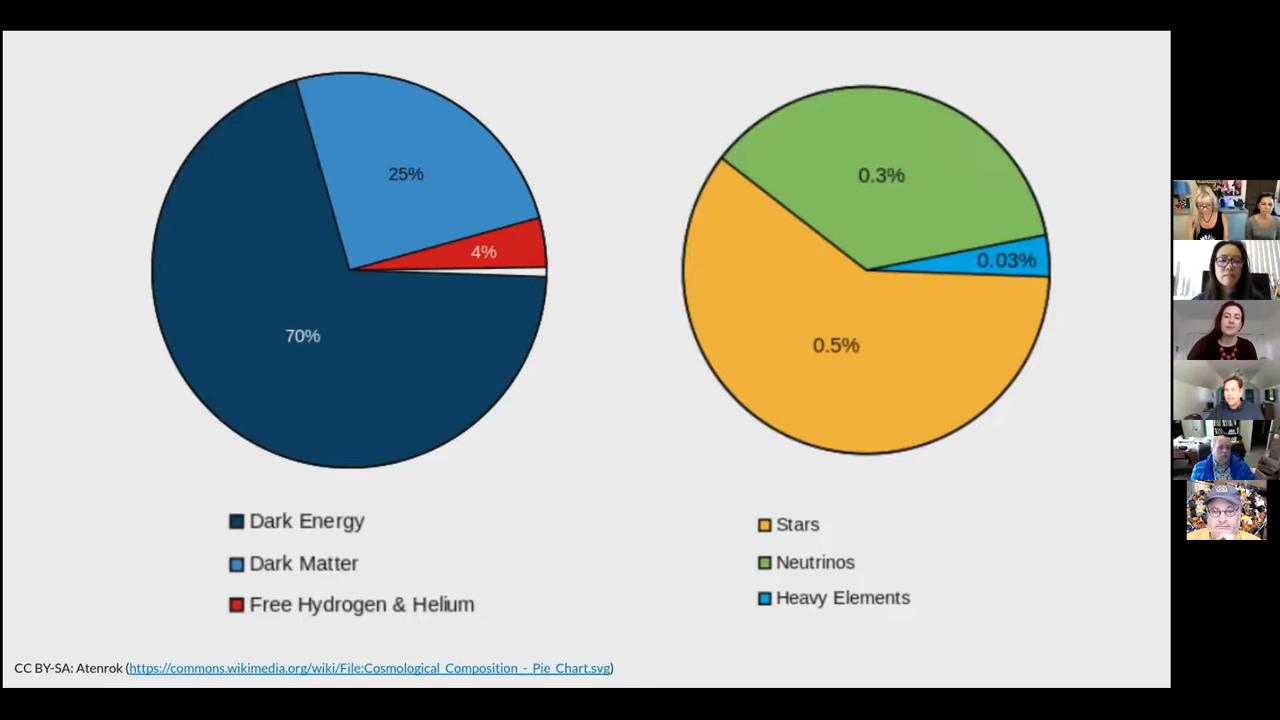 25%
4%
70%
Dark Energy
Dark Matter
Free Hydrogen & Helium
0.3%
0.03%
0.5%
Stars
Neutrinos
Heavy Elements
CC BY-SA: Atenrok (https://commons.wikimedia.org/wiki/File:Cosmological_Composition_-_Pie_Chart.svg)